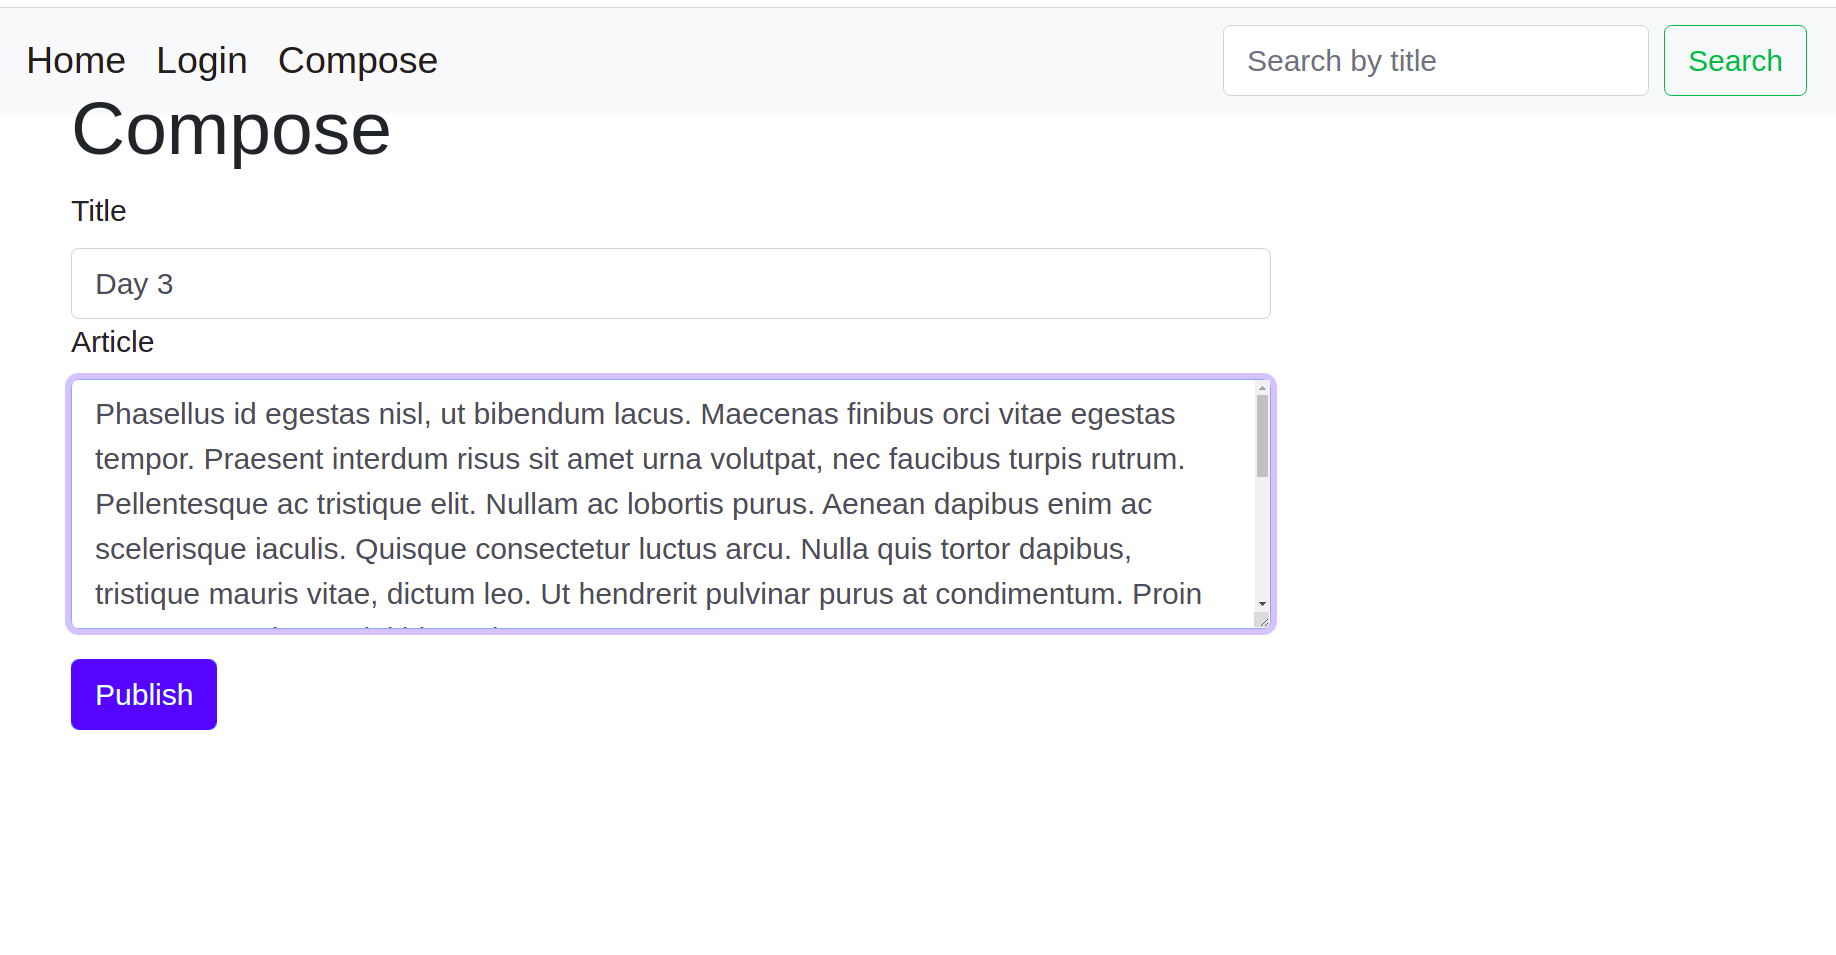 Home Login Compose Search by title Search
Compose
Title
Day 3
Article
Phasellus id egestas nisl, ut bibendum lacus. Maecenas finibus orci vitae egestas
tempor. Praesent interdum risus sit amet urna volutpat, nec faucibus turpis rutrum.
Pellentesque ac tristique elit. Nullam ac lobortis purus. Aenean dapibus enim ac
scelerisque iaculis. Quisque consectetur luctus arcu. Nulla quis tortor dapibus,
tristique mauris vitae, dictum leo. Ut hendrerit pulvinar purus at condimentum. Proin
Publish